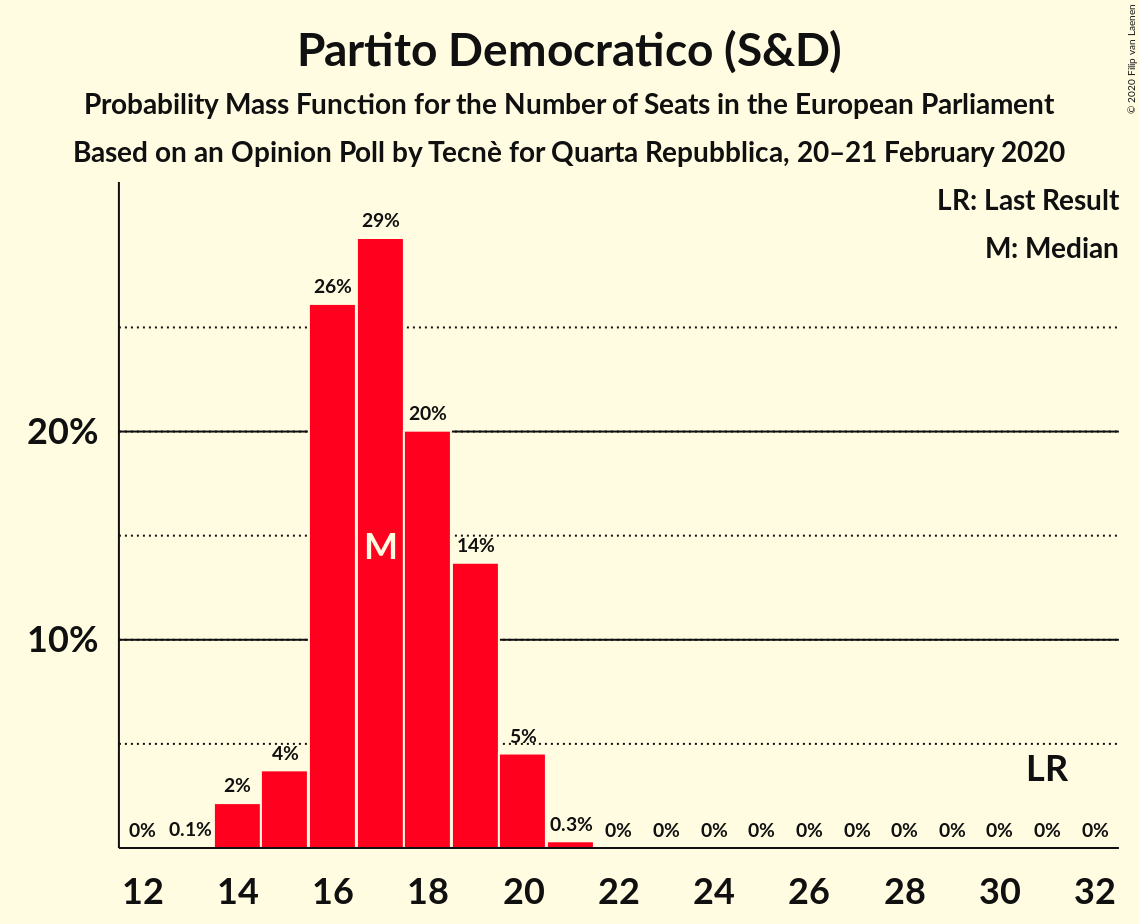 Partito Democratico (S&D)
Probability Mass Function for the Number of Seats in the European Parliament
Based on an Opinion Poll by Tecnè for Quarta Repubblica, 20–21 February 2020
© 2020 Filip van Laenen
LR: Last Result
M: Median
20%
10%
0%
0.1%
2%
4%
26%
29%
20%
14%
5%
0.3%
0%
0%
0%
0%
0%
0%
0%
0%
0%
0%
0%
M
LR
12 14 16 18 20 22 24 26 28 30 32